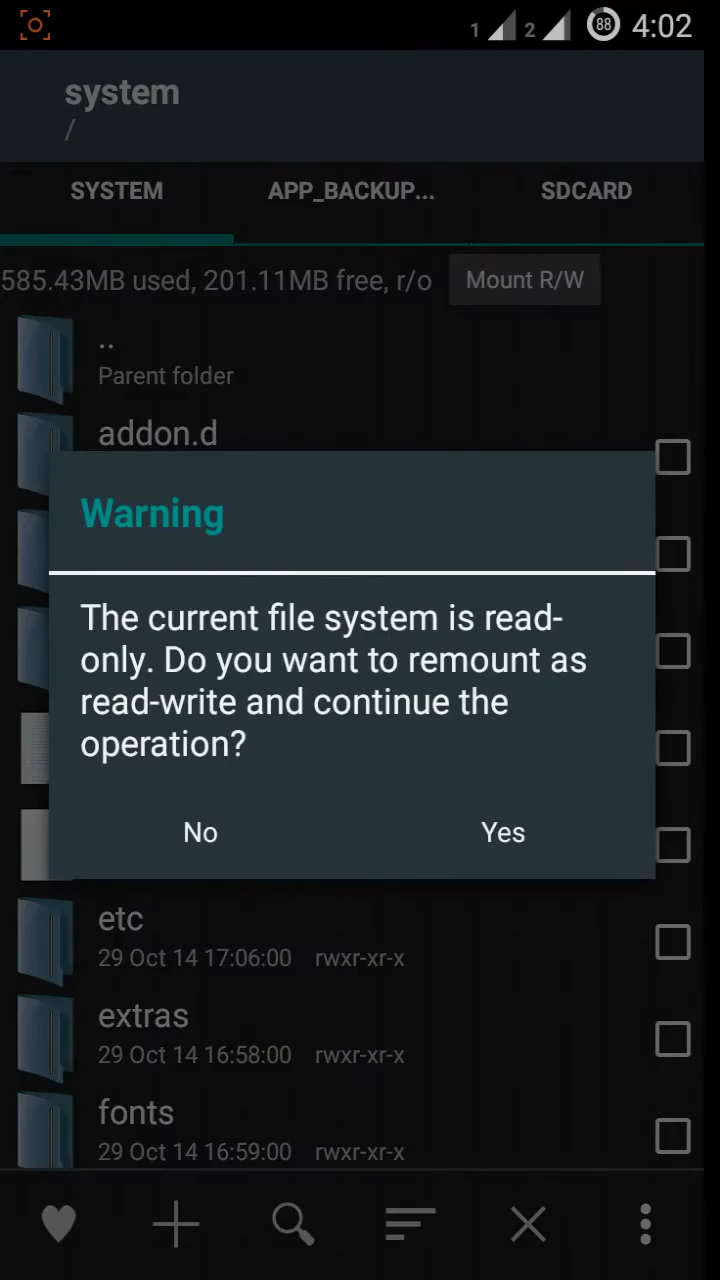 1 2 88 4:02
system
/
SYSTEM APP_BACKUP... SDCARD
585.43MB used, 201.11MB free, r/o Mount R/W
..
Parent folder
addon.d
Warning
The current file system is read-
only. Do you want to remount as
read-write and continue the
operation?
No Yes
etc
29 Oct 14 17:06:00 rwxr-xr-x
extras
29 Oct 14 16:58:00 rwxr-xr-x
fonts
29 Oct 14 16:59:00 rwxr-xr-x